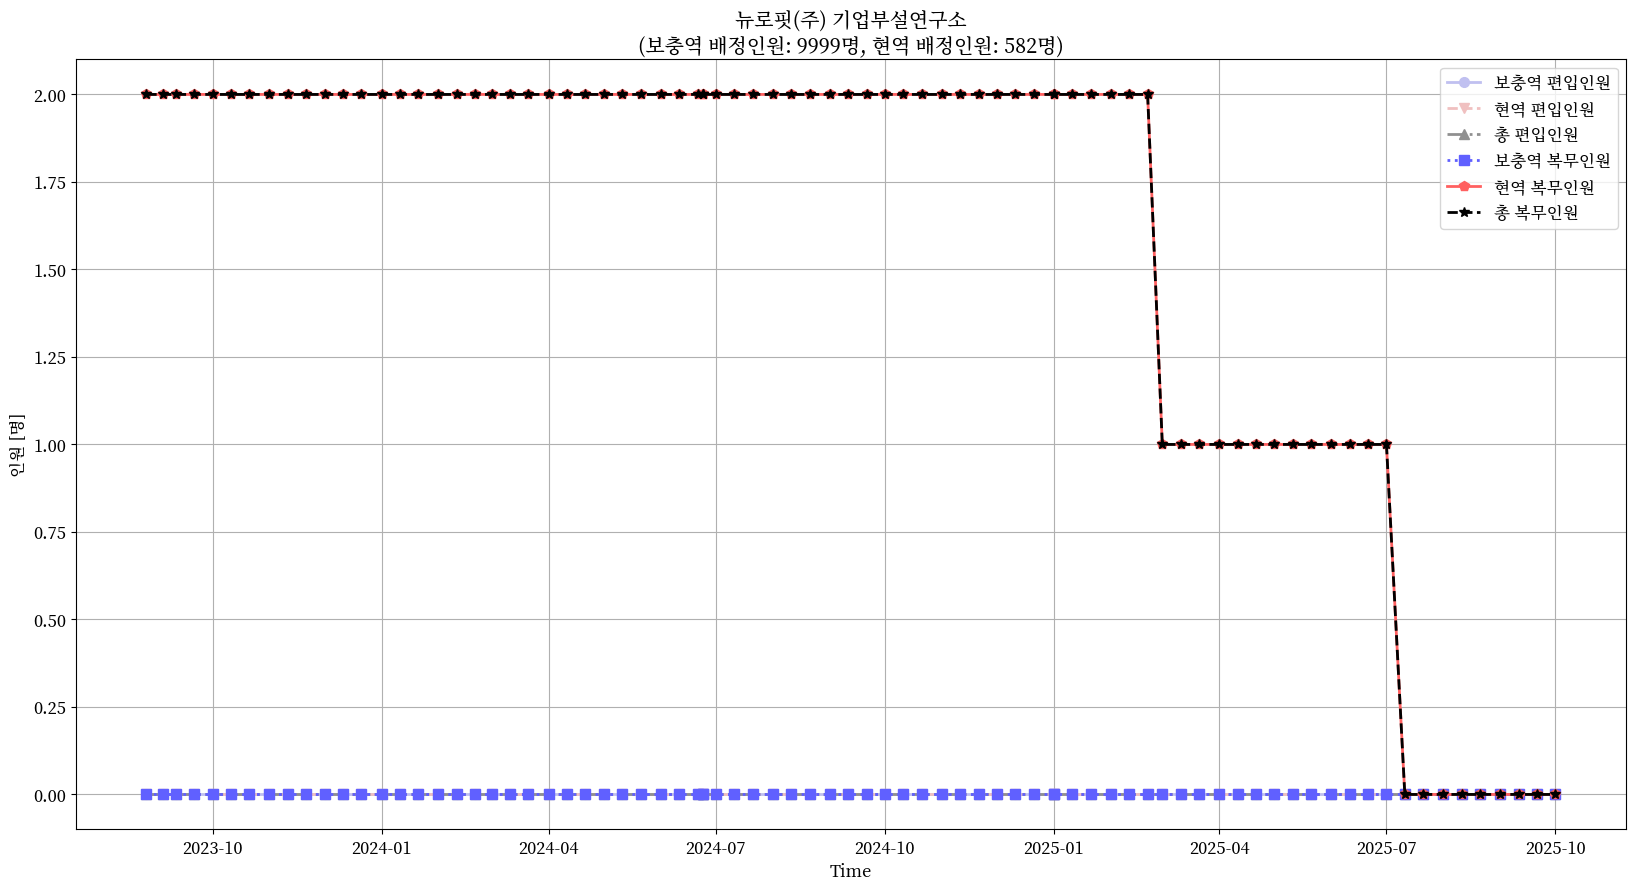 뉴로핏(주) 기업부설연구소
(보충역 배정인원: 9999명, 현역 배정인원: 582명)
보충역 편입인원
현역 편입인원
총 편입인원
보충역 복무인원
현역 복무인원
총 복무인원
2.00
1.75
1.50
1.25
1.00
0.75
0.50
0.25
0.00
인원 [명]
2023-10
2024-01
2024-04
2024-07
2024-10
2025-01
2025-04
2025-07
2025-10
Time